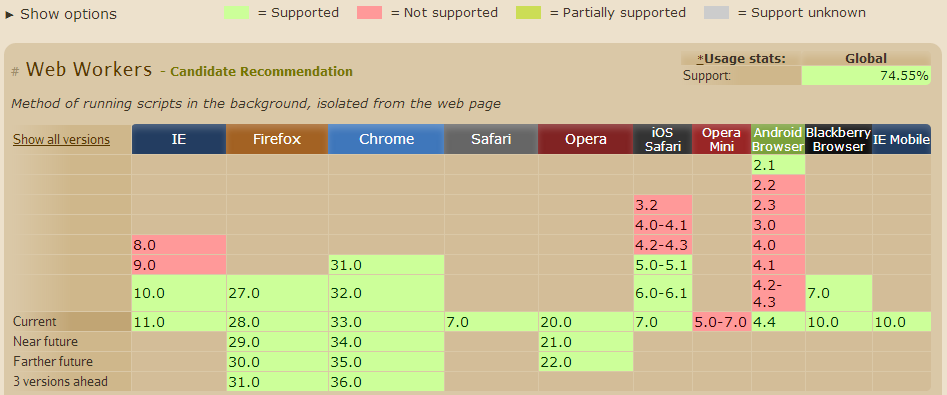 ► Show options = Supported = Not supported = Partially supported = Support unknown
# Web Workers - Candidate Recommendation
*Usage stats: Global
Support: 74.55%
Method of running scripts in the background, isolated from the web page
Show all versions IE Firefox Chrome Safari Opera iOS Safari Opera Mini Android Browser Blackberry Browser IE Mobile
2.1
2.2
3.2 2.3
4.0-4.1 3.0
8.0 4.2-4.3 4.0
9.0 31.0 5.0-5.1 4.1
10.0 27.0 32.0 6.0-6.1 4.2-4.3 7.0
Current 11.0 28.0 33.0 7.0 20.0 7.0 5.0-7.0 4.4 10.0 10.0
Near future 29.0 34.0 21.0
Farther future 30.0 35.0 22.0
3 versions ahead 31.0 36.0